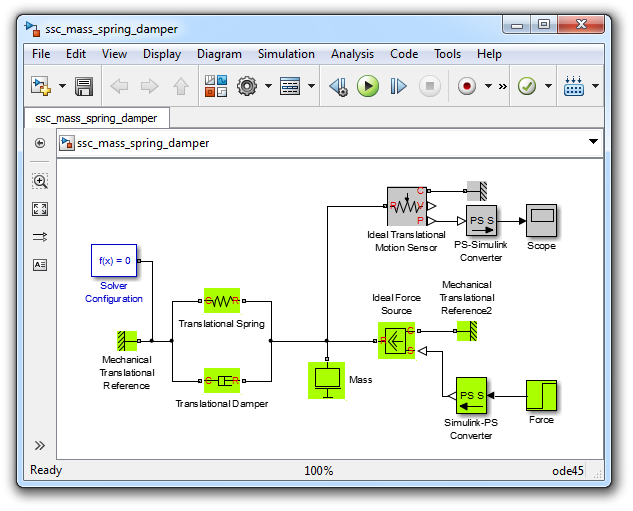 ssc_mass_spring_damper
File Edit View Display Diagram Simulation Analysis Code Tools Help
ssc_mass_spring_damper
ssc_mass_spring_damper
C
R V
P
Ideal Translational
Motion Sensor
PS S
PS-Simulink
Converter
Scope
f(x) = 0
Solver
Configuration
C R
Translational Spring
Mechanical
Translational
Reference
C R
Translational Damper
Mass
Ideal Force
Source
C
R
S
Mechanical
Translational
Reference2
PS S
Simulink-PS
Converter
Force
Ready 100% ode45